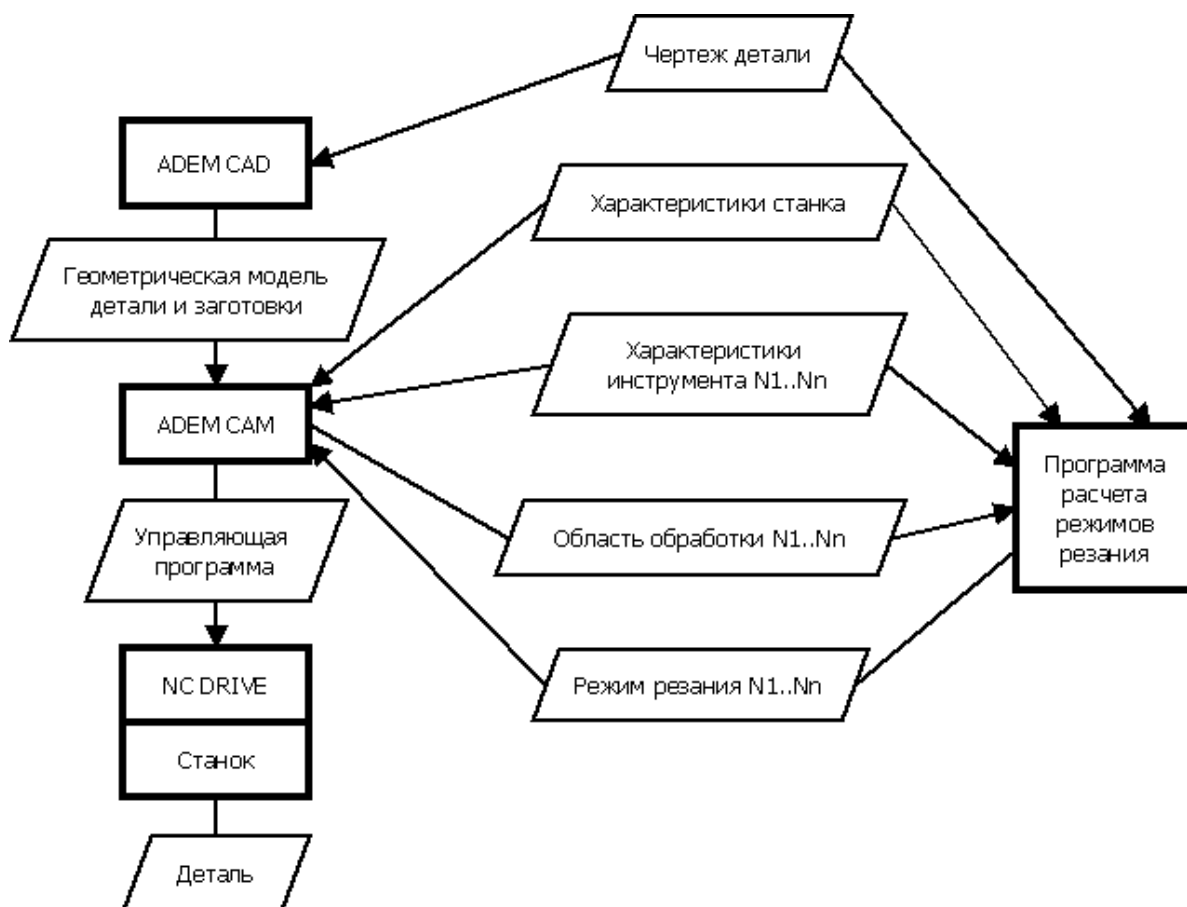 Чертеж детали
ADEM CAD
Характеристики станка
Геометрическая модель
детали и заготовки
Характеристики
инструмента N1..Nn
ADEM CAM
Программа
расчета
режимов
резания
Управляющая
программа
Область обработки N1..Nn
NC DRIVE
Режим резания N1..Nn
Станок
Деталь